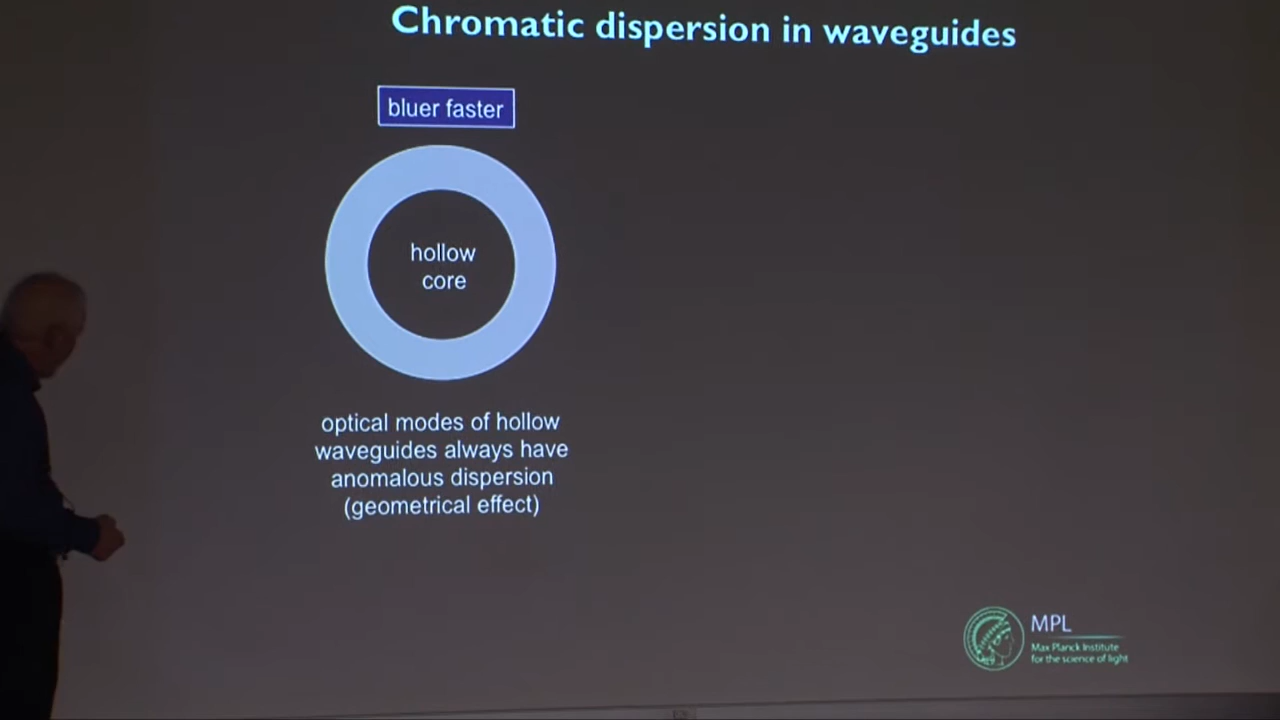 Chromatic dispersion in waveguides
bluer faster
hollow
core
optical modes of hollow
waveguides always have
anomalous dispersion
(geometrical effect)
MPL
Max Planck Institute
for the science of light